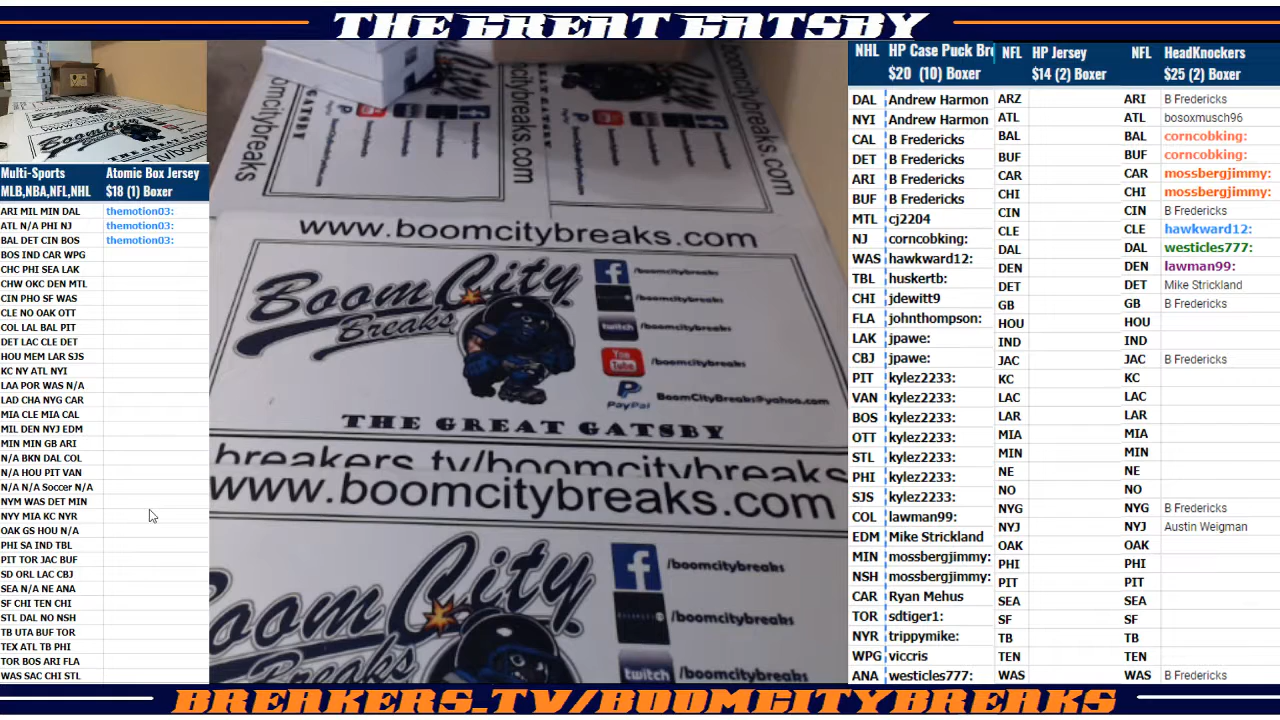 THE GREAT GATSBY
Multi-Sports Atomic Box Jersey
MLB,NBA,NFL,NHL $18 (1) Boxer
ARI MIL MIN DAL themotion03:
ATL N/A PHI NJ themotion03:
BAL DET CIN BOS themotion03:
BOS IND CAR WPG
CHC PHI SEA LAK
CHW OKC DEN MTL
CIN PHO SF WAS
CLE NO OAK OTT
COL LAL BAL PIT
DET LAC CLE DET
HOU MEM LAR SJS
KC NY ATL NYI
LAA POR WAS N/A
LAD CHA NYG CAR
MIA CLE MIA CAL
MIL DEN NYJ EDM
MIN MIN GB ARI
N/A BKN DAL COL
N/A HOU PIT VAN
N/A N/A Soccer N/A
NYM WAS DET MIN
NYY MIA KC NYR
OAK GS HOU N/A
PHI SA IND TBL
PIT TOR JAC BUF
SD ORL LAC CBJ
SEA N/A NE ANA
SF CHI TEN CHI
STL DAL NO NSH
TB UTA BUF TOR
TEX ATL TB PHI
TOR BOS ARI FLA
WAS SAC CHI STL
GATSBY
boomcitybreaks
boomcitybreaks.com
THE GREAT
boomcitybreaks.com
www.boomcitybreaks.com
BoomCity
Breaks
/boomcitybreaks
/boomcitybreaks
twitch /boomcitybreaks
You Tube /boomcitybreaks
PayPal BoomCityBreaks@yahoo.com
THE GREAT GATSBY
breakers.tv/boomcitybreaks
www.boomcitybreaks.com
Boom City
Breaks
/boomcitybreaks
/boomcitybreaks
twitch /boomcitybreaks
NHL HP Case Puck Bre
$20 (10) Boxer
DAL Andrew Harmon
NYI Andrew Harmon
CAL B Fredericks
DET B Fredericks
ARI B Fredericks
BUF B Fredericks
MTL cj2204
NJ corncobking:
WAS hawkward12:
TBL huskertb:
CHI jdewitt9
FLA johnthompson:
LAK jpawe:
CBJ jpawe:
PIT kylez2233:
VAN kylez2233:
BOS kylez2233:
OTT kylez2233:
STL kylez2233:
PHI kylez2233:
SJS kylez2233:
COL lawman99:
EDM Mike Strickland
MIN mossbergjimmy:
NSH mossbergjimmy:
CAR Ryan Mehus
TOR sdtiger1:
NYR trippymike:
WPG viccris
ANA westicles777:
NFL HP Jersey
$14 (2) Boxer
ARZ
ATL
BAL
BUF
CAR
CHI
CIN
CLE
DAL
DEN
DET
GB
HOU
IND
JAC
KC
LAC
LAR
MIA
MIN
NE
NO
NYG
NYJ
OAK
PHI
PIT
SEA
SF
TB
TEN
WAS
NFL HeadKnockers
$25 (2) Boxer
ARI B Fredericks
ATL bosoxmusch96
BAL corncobking:
BUF corncobking:
CAR mossbergjimmy:
CHI mossbergjimmy:
CIN B Fredericks
CLE hawkward12:
DAL westicles777:
DEN lawman99:
DET Mike Strickland
GB B Fredericks
HOU
IND
JAC B Fredericks
KC
LAC
LAR
MIA
MIN
NE
NO
NYG B Fredericks
NYJ Austin Weigman
OAK
PHI
PIT
SEA
SF
TB
TEN
WAS B Fredericks
BREAKERS.TV/BOOMCITYBREAKS